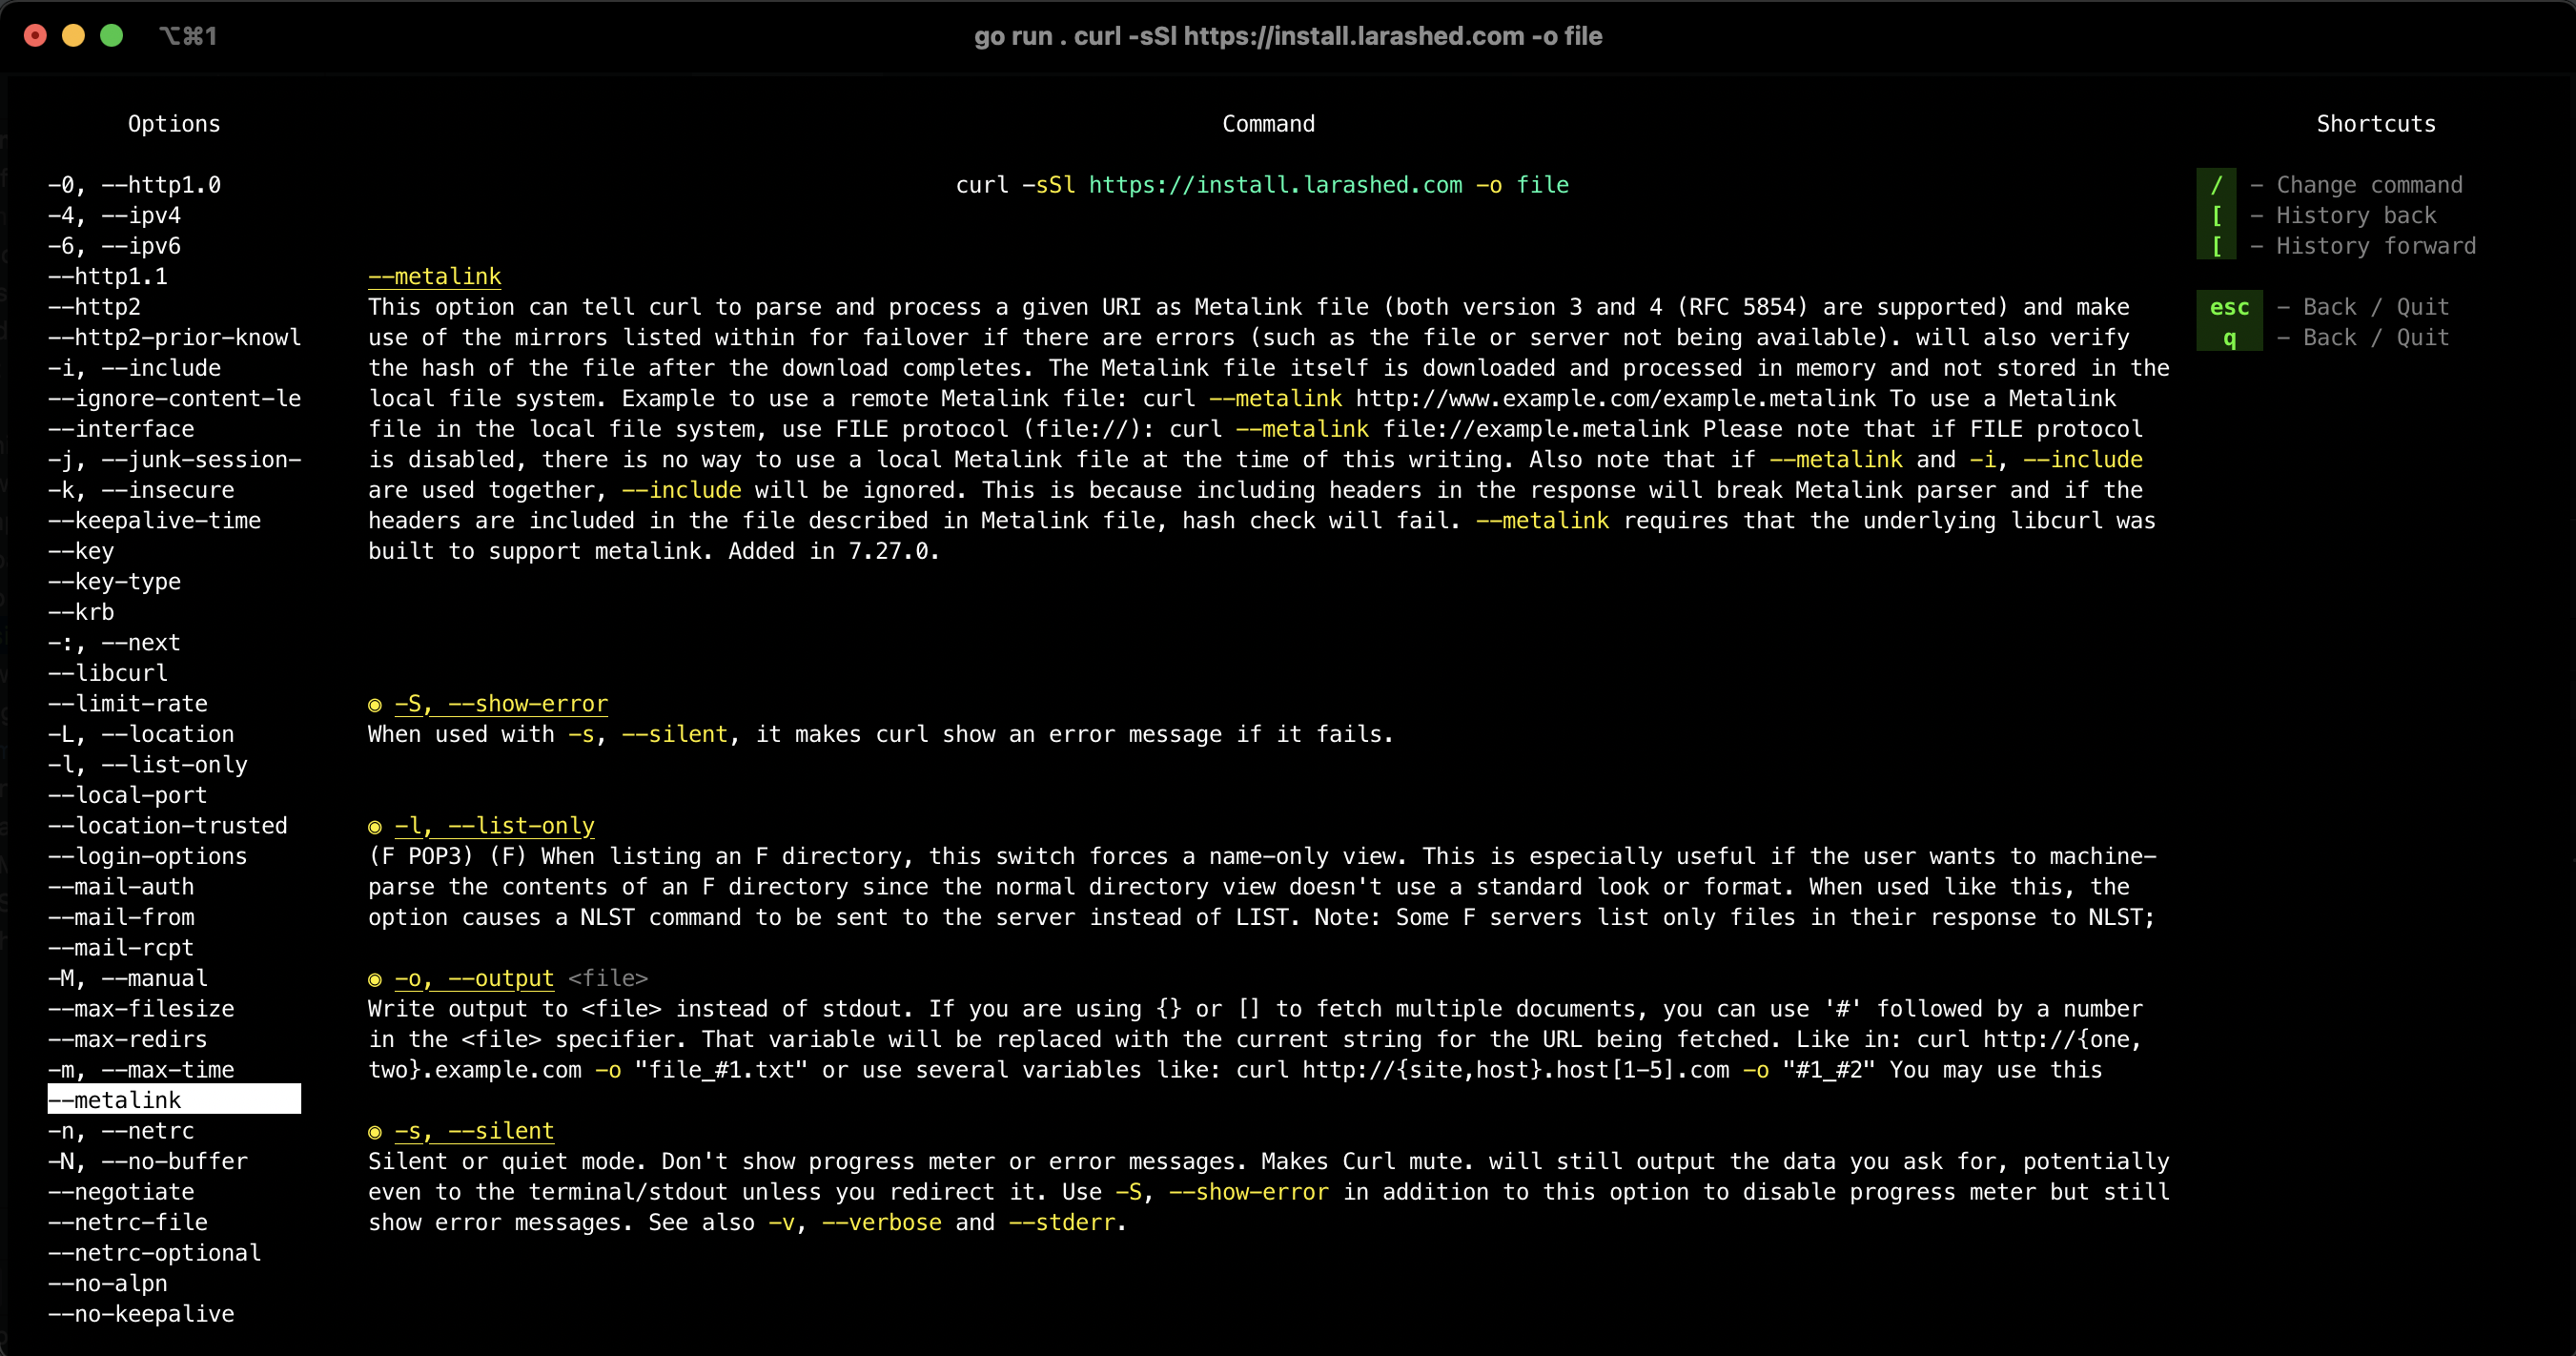 ⌥⌘1
go run . curl -sSl https://install.larashed.com -o file
Options
-0, --http1.0
-4, --ipv4
-6, --ipv6
--http1.1
--http2
--http2-prior-knowl
-i, --include
--ignore-content-le
--interface
-j, --junk-session-
-k, --insecure
--keepalive-time
--key
--key-type
--krb
-:, --next
--libcurl
--limit-rate
-L, --location
-l, --list-only
--local-port
--location-trusted
--login-options
--mail-auth
--mail-from
--mail-rcpt
-M, --manual
--max-filesize
--max-redirs
-m, --max-time
--metalink
-n, --netrc
-N, --no-buffer
--negotiate
--netrc-file
--netrc-optional
--no-alpn
--no-keepalive
Command
curl -sSl https://install.larashed.com -o file
--metalink
This option can tell curl to parse and process a given URI as Metalink file (both version 3 and 4 (RFC 5854) are supported) and make
use of the mirrors listed within for failover if there are errors (such as the file or server not being available). will also verify
the hash of the file after the download completes. The Metalink file itself is downloaded and processed in memory and not stored in the
local file system. Example to use a remote Metalink file: curl --metalink http://www.example.com/example.metalink To use a Metalink
file in the local file system, use FILE protocol (file://): curl --metalink file://example.metalink Please note that if FILE protocol
is disabled, there is no way to use a local Metalink file at the time of this writing. Also note that if --metalink and -i, --include
are used together, --include will be ignored. This is because including headers in the response will break Metalink parser and if the
headers are included in the file described in Metalink file, hash check will fail. --metalink requires that the underlying libcurl was
built to support metalink. Added in 7.27.0.
◉ -S, --show-error
When used with -s, --silent, it makes curl show an error message if it fails.
◉ -l, --list-only
(F POP3) (F) When listing an F directory, this switch forces a name-only view. This is especially useful if the user wants to machine-
parse the contents of an F directory since the normal directory view doesn't use a standard look or format. When used like this, the
option causes a NLST command to be sent to the server instead of LIST. Note: Some F servers list only files in their response to NLST;
◉ -o, --output <file>
Write output to <file> instead of stdout. If you are using {} or [] to fetch multiple documents, you can use '#' followed by a number
in the <file> specifier. That variable will be replaced with the current string for the URL being fetched. Like in: curl http://{one,
two}.example.com -o "file_#1.txt" or use several variables like: curl http://{site,host}.host[1-5].com -o "#1_#2" You may use this
◉ -s, --silent
Silent or quiet mode. Don't show progress meter or error messages. Makes Curl mute. will still output the data you ask for, potentially
even to the terminal/stdout unless you redirect it. Use -S, --show-error in addition to this option to disable progress meter but still
show error messages. See also -v, --verbose and --stderr.
Shortcuts
/ - Change command
[ - History back
[ - History forward
esc - Back / Quit
q - Back / Quit